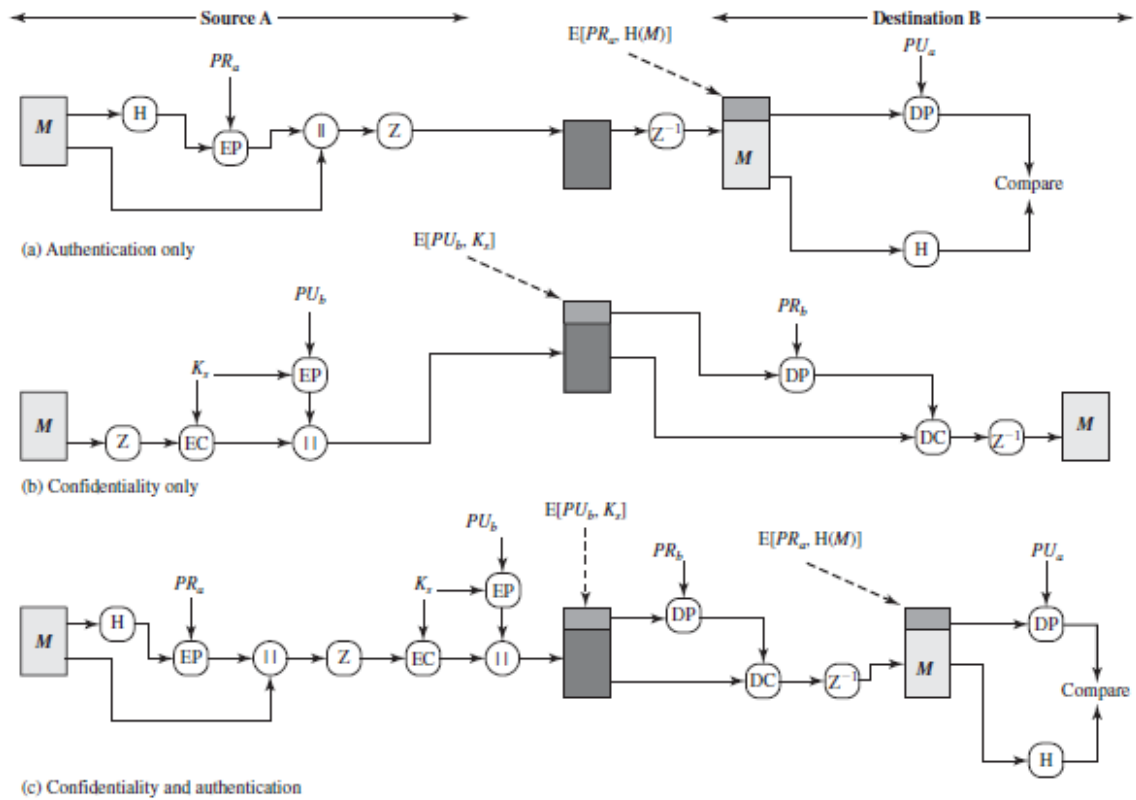 Source A
Destination B
E[PRa, H(M)]
PUa
PRa
M
H
EP
||
Z
Z−1
M
DP
Compare
H
(a) Authentication only
E[PUb, Ks]
PUb
PRb
Ks
EP
DP
M
Z
EC
||
DC
Z−1
M
(b) Confidentiality only
PUb
E[PUb, Ks]
PRb
E[PRa, H(M)]
PUa
PRa
Ks
EP
M
H
EP
||
Z
EC
||
DP
DC
Z−1
M
DP
Compare
H
(c) Confidentiality and authentication